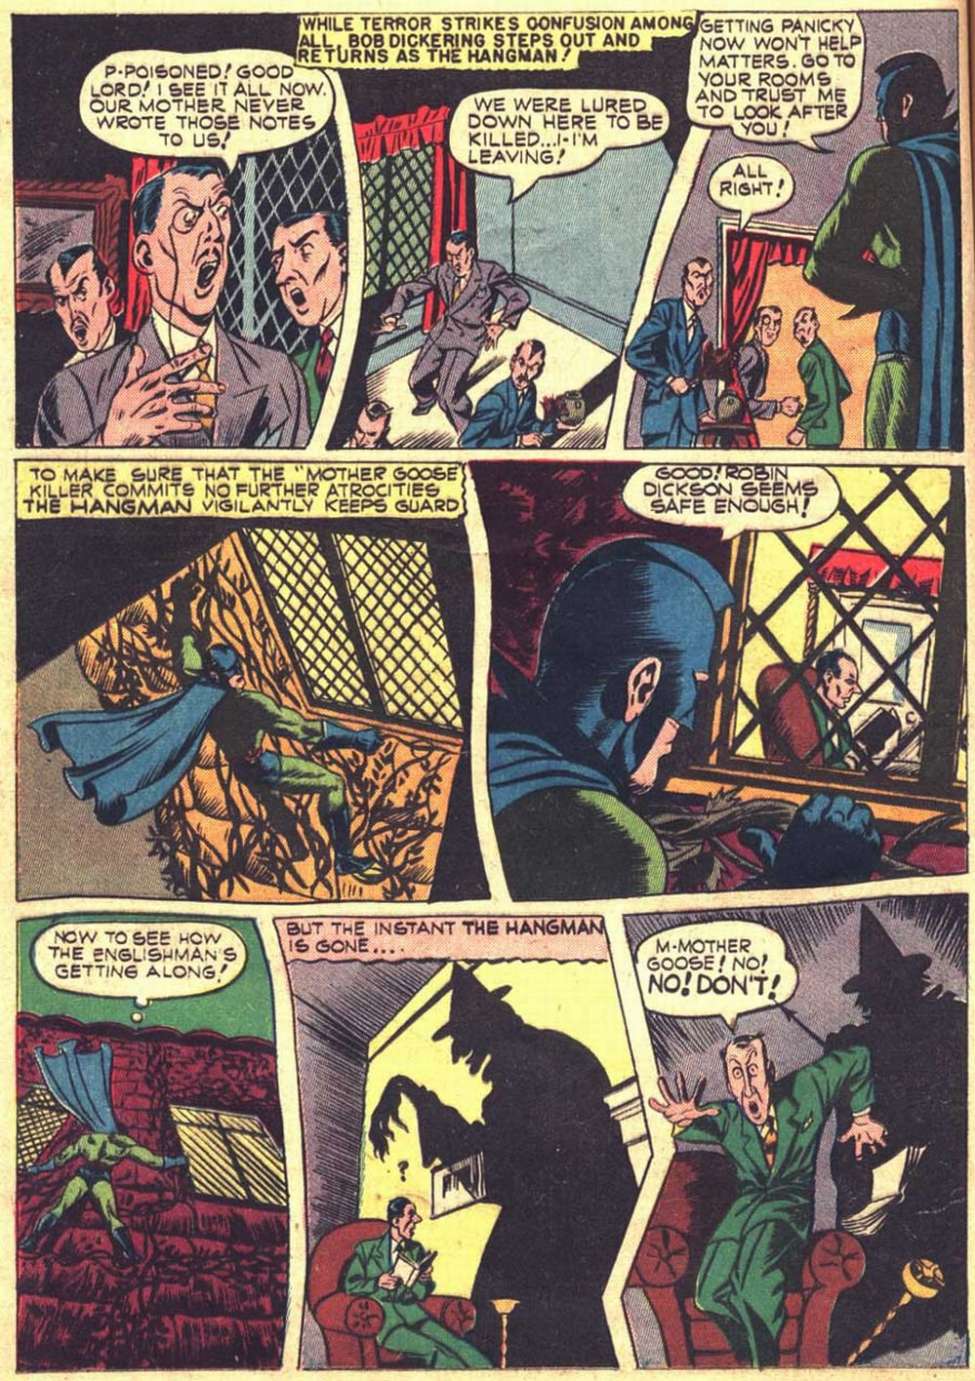 WHILE TERROR STRIKES CONFUSION AMONG
ALL, BOB DICKERING STEPS OUT AND
RETURNS AS THE HANGMAN!
P-POISONED! GOOD
LORD! I SEE IT ALL NOW.
OUR MOTHER NEVER
WROTE THOSE NOTES
TO US!
WE WERE LURED
DOWN HERE TO BE
KILLED...I-I'M
LEAVING!
GETTING PANICKY
NOW WON'T HELP
MATTERS. GO TO
YOUR ROOMS
AND TRUST ME
TO LOOK AFTER
YOU!
ALL
RIGHT!
TO MAKE SURE THAT THE "MOTHER GOOSE"
KILLER COMMITS NO FURTHER ATROCITIES
THE HANGMAN VIGILANTLY KEEPS GUARD
GOOD! ROBIN
DICKSON SEEMS
SAFE ENOUGH!
NOW TO SEE HOW
THE ENGLISHMAN'S
GETTING ALONG!
BUT THE INSTANT THE HANGMAN
IS GONE....
?
M-MOTHER
GOOSE! NO!
NO! DON'T!